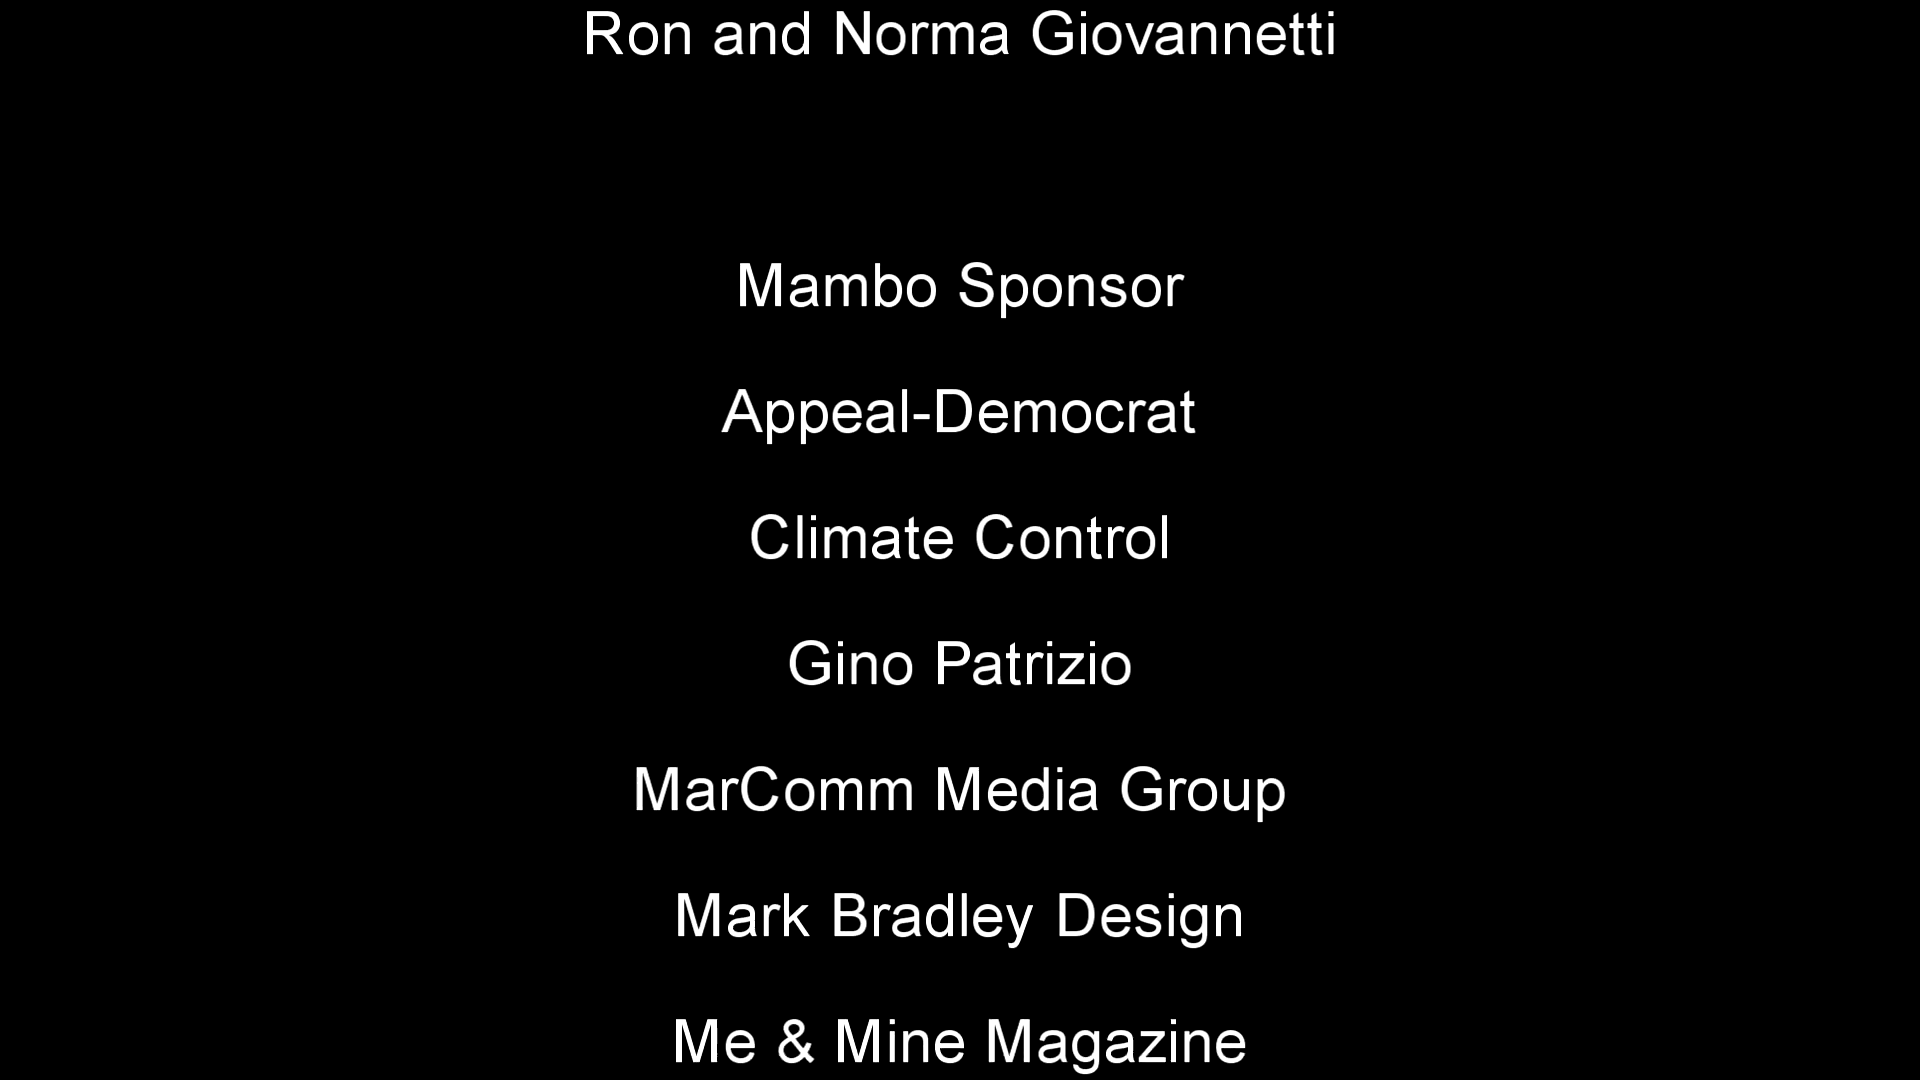 Ron and Norma Giovannetti
Mambo Sponsor
Appeal-Democrat
Climate Control
Gino Patrizio
MarComm Media Group
Mark Bradley Design
Me & Mine Magazine